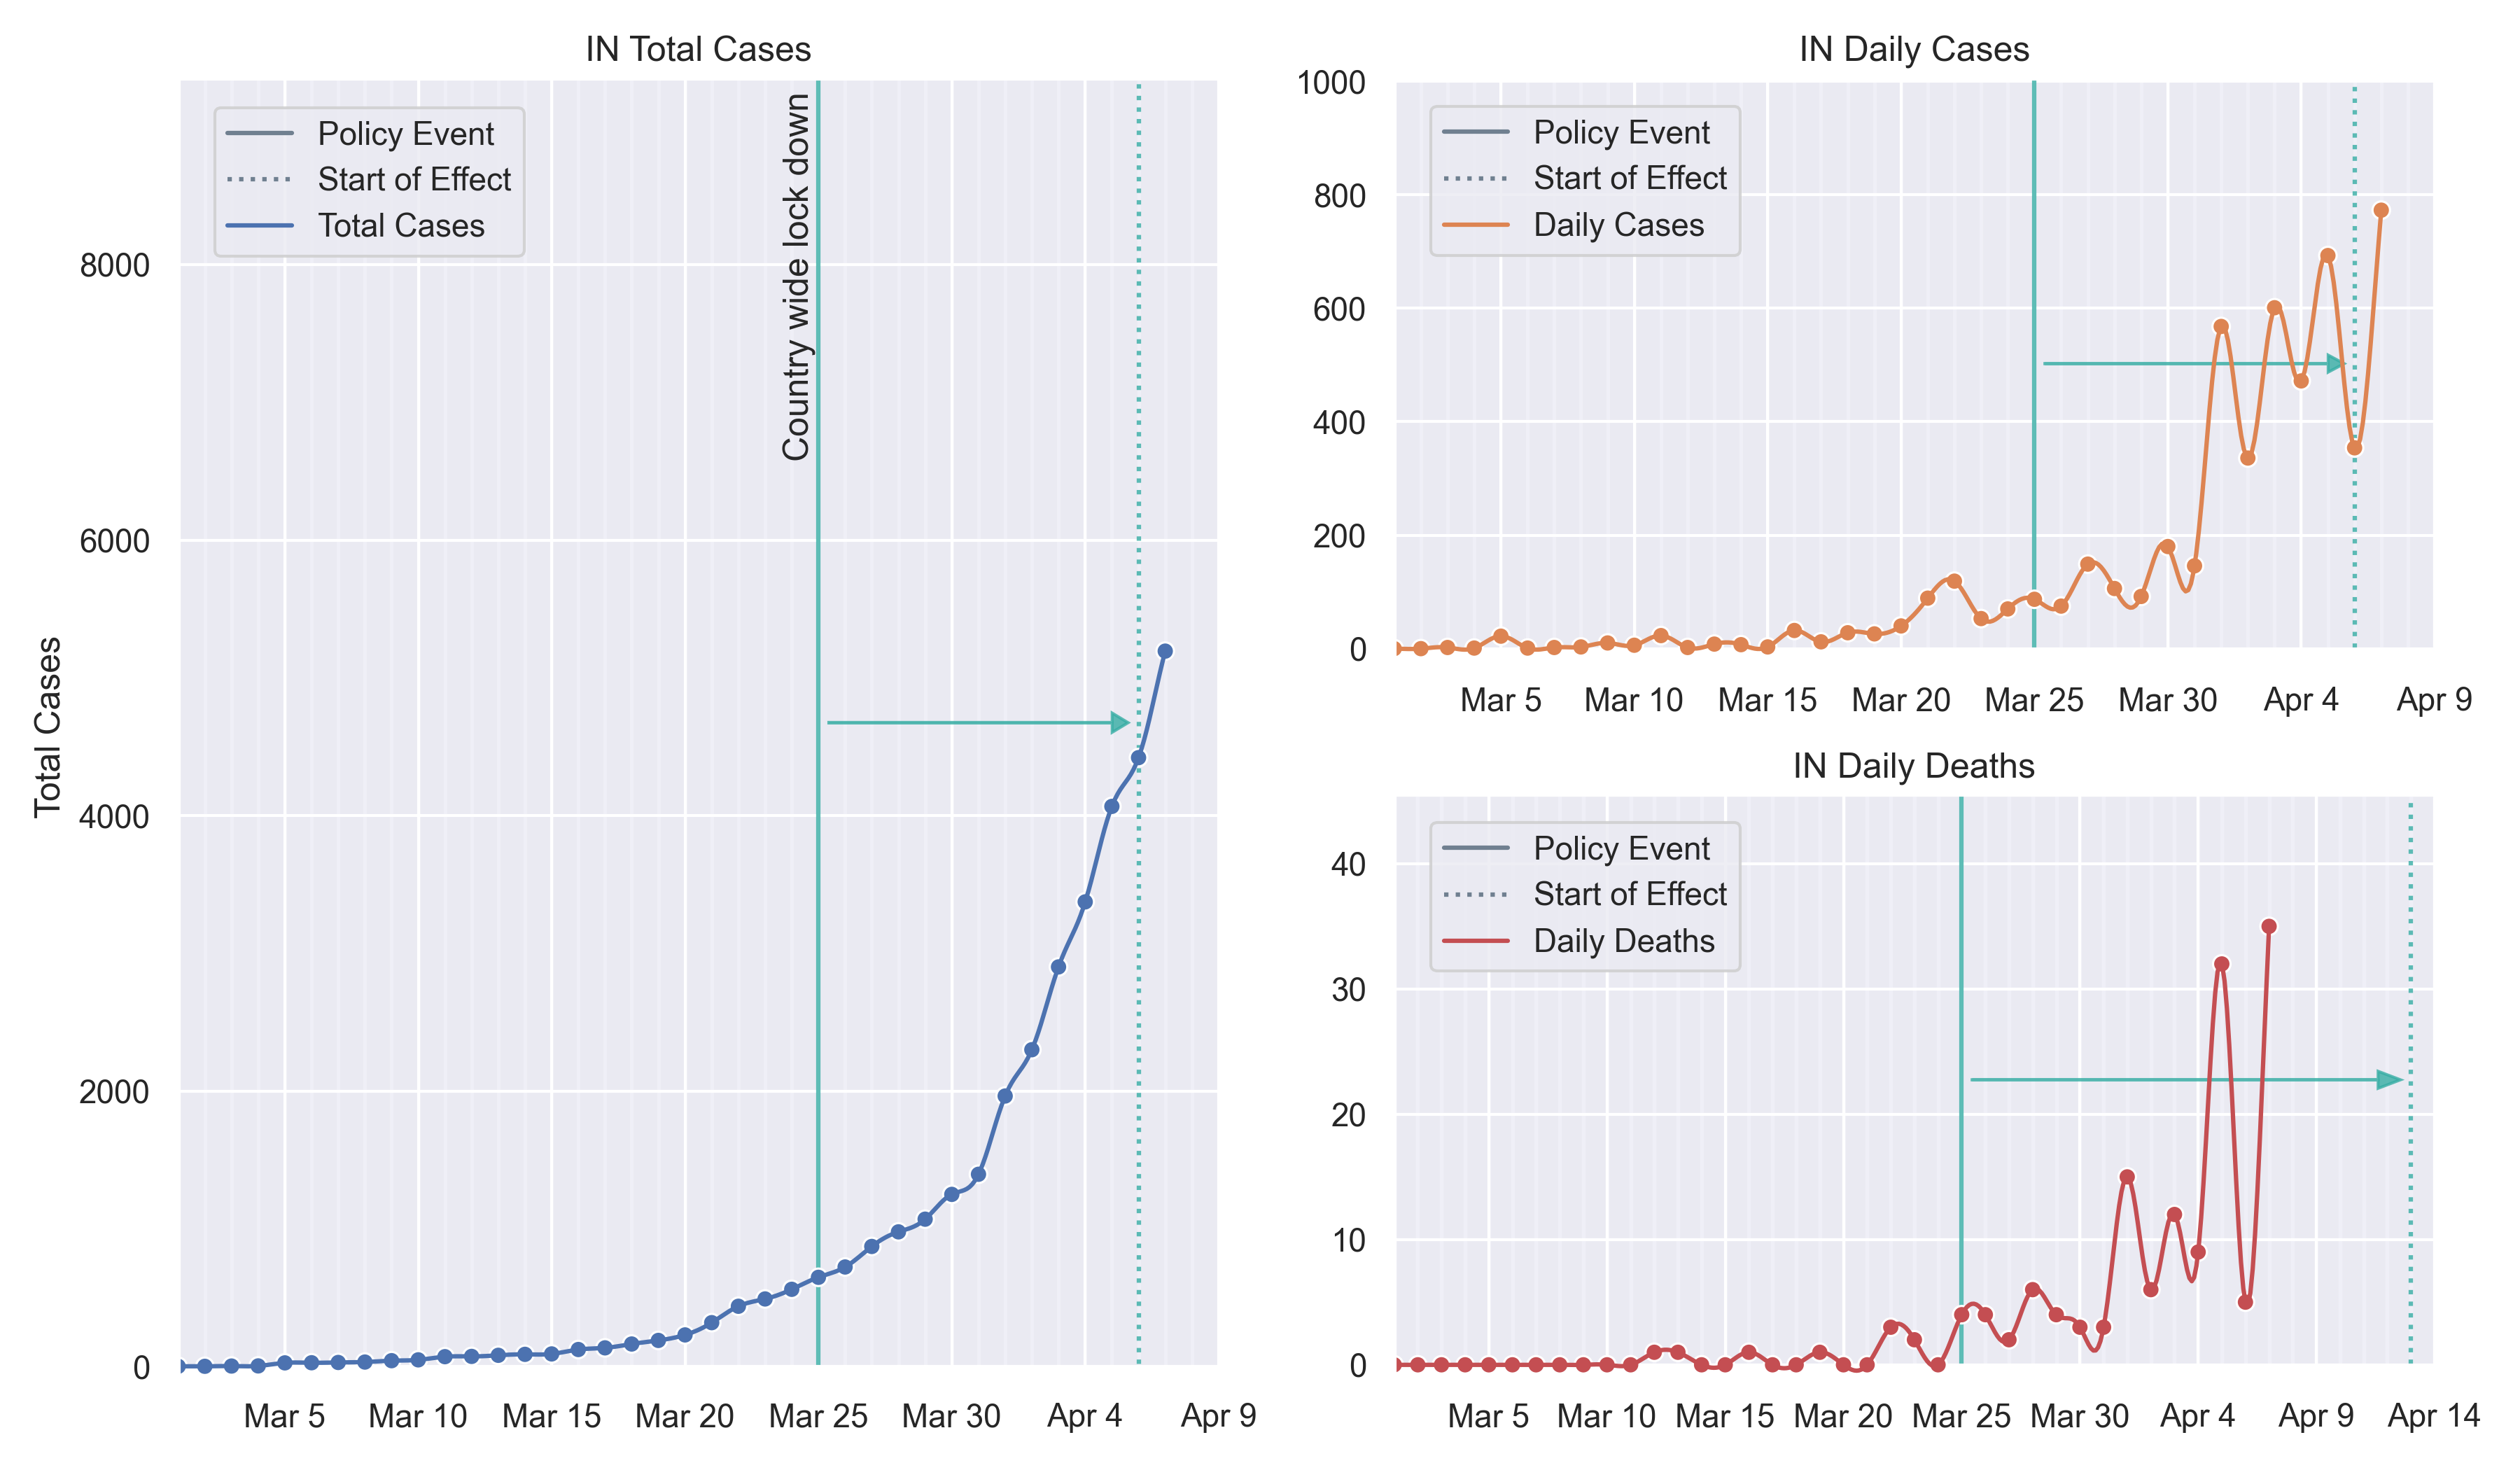 IN Total Cases
Policy Event
Start of Effect
Total Cases
Country wide lock down
Total Cases
8000
6000
4000
2000
0
Mar 5 Mar 10 Mar 15 Mar 20 Mar 25 Mar 30 Apr 4 Apr 9
IN Daily Cases
Policy Event
Start of Effect
Daily Cases
1000
800
600
400
200
0
Mar 5 Mar 10 Mar 15 Mar 20 Mar 25 Mar 30 Apr 4 Apr 9
IN Daily Deaths
Policy Event
Start of Effect
Daily Deaths
40
30
20
10
0
Mar 5 Mar 10 Mar 15 Mar 20 Mar 25 Mar 30 Apr 4 Apr 9 Apr 14